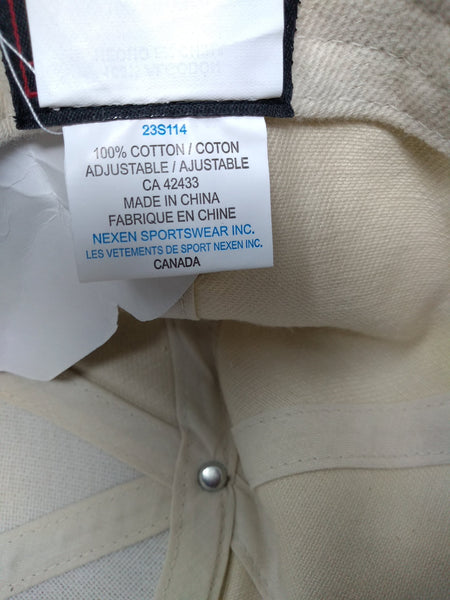 23S114
100% COTTON / COTON
ADJUSTABLE / AJUSTABLE
CA 42433
MADE IN CHINA
FABRIQUE EN CHINE
NEXEN SPORTSWEAR INC.
LES VETEMENTS DE SPORT NEXEN INC.
CANADA